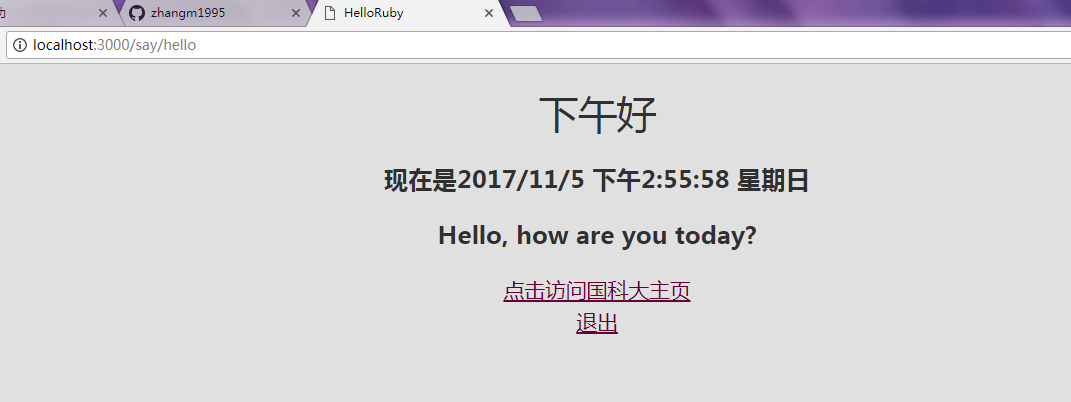 zhangm1995
HelloRuby
localhost:3000/say/hello
下午好
现在是2017/11/5 下午2:55:58 星期日
Hello, how are you today?
点击访问国科大主页
退出